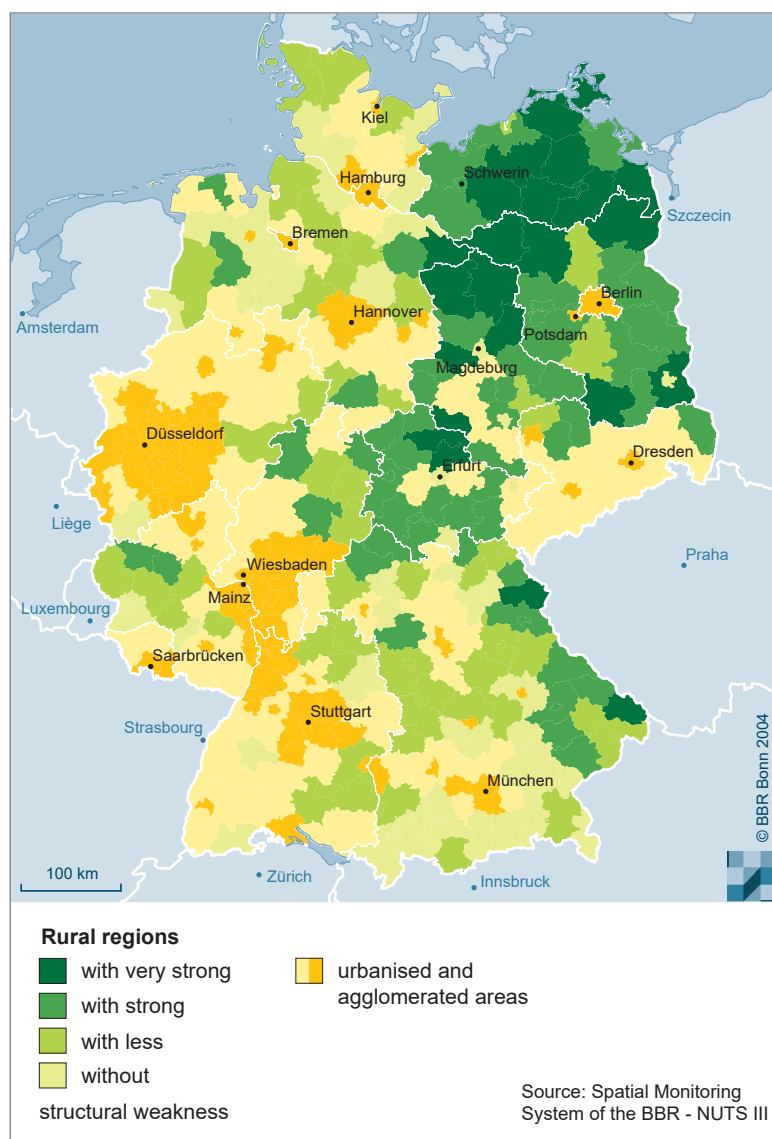 Kiel
Hamburg
Schwerin
Szczecin
Bremen
Amsterdam
Hannover
Berlin
Potsdam
Magdeburg
Düsseldorf
Erfurt
Dresden
Liège
Wiesbaden
Praha
Mainz
Luxembourg
Saarbrücken
Stuttgart
Strasbourg
München
© BBR Bonn 2004
100 km
Zürich
Innsbruck
Rural regions
with very strong
with strong
with less
without
structural weakness
urbanised and
agglomerated areas
Source: Spatial Monitoring
System of the BBR - NUTS III